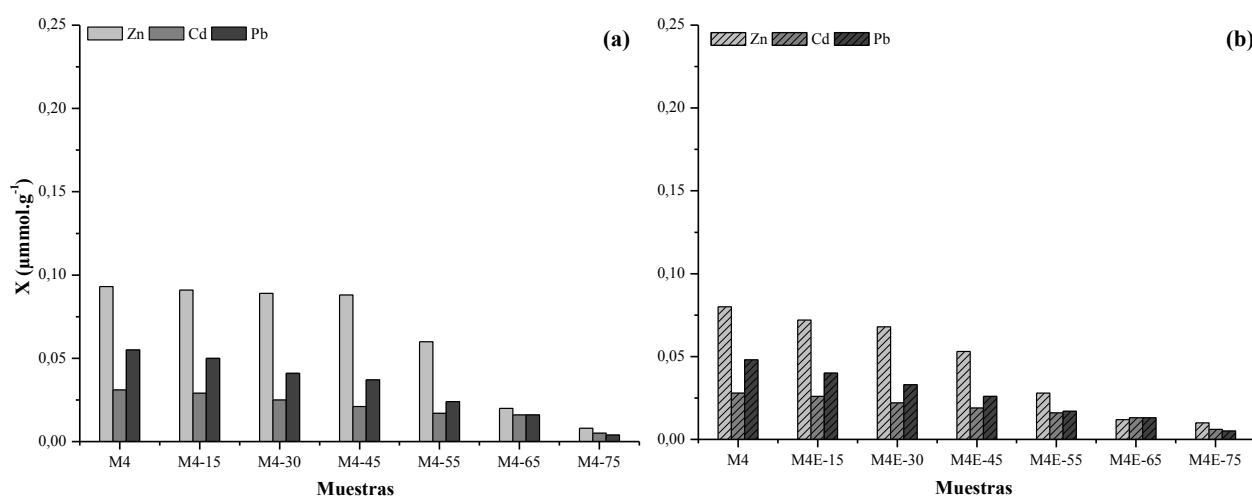 X (µmmol.g-1)
0,25
0,20
0,15
0,10
0,05
0,00
Zn Cd Pb
(a)
M4 M4-15 M4-30 M4-45 M4-55 M4-65 M4-75
Muestras
0,25
0,20
0,15
0,10
0,05
0,00
Zn Cd Pb
(b)
M4 M4E-15 M4E-30 M4E-45 M4E-55 M4E-65 M4E-75
Muestras